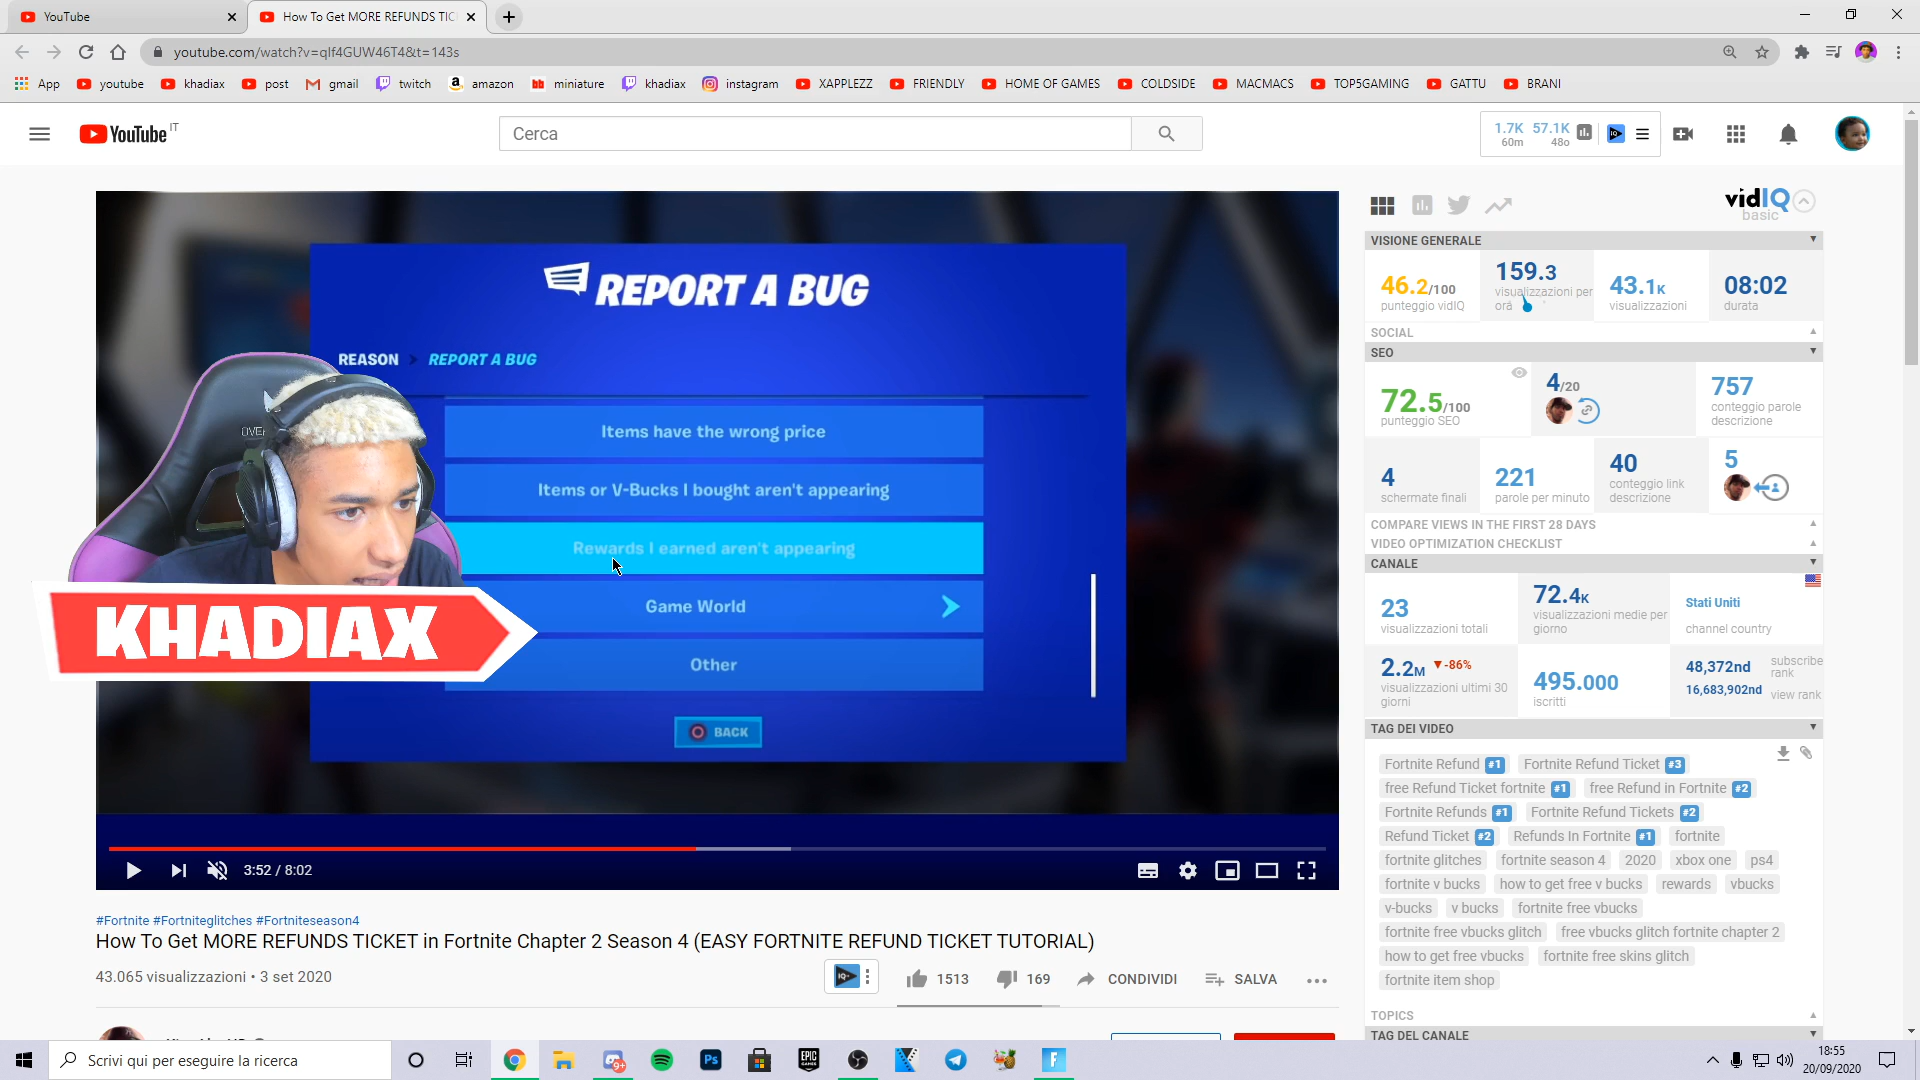 YouTube
How To Get MORE REFUNDS TIC
youtube.com/watch?v=qIf4GUW46T4&t=143s
App youtube khadiax post gmail twitch amazon miniature khadiax instagram XAPPLEZZ FRIENDLY HOME OF GAMES COLDSIDE MACMACS TOP5GAMING GATTU BRANI
YouTube IT
Cerca
1.7K 57.1K
60m 48o
REPORT A BUG
REASON > REPORT A BUG
Items have the wrong price
Items or V-Bucks I bought aren't appearing
Rewards I earned aren't appearing
Game World
Other
BACK
OVE
KHADIAX
3:52 / 8:02
#Fortnite #Fortniteglitches #Fortniteseason4
How To Get MORE REFUNDS TICKET in Fortnite Chapter 2 Season 4 (EASY FORTNITE REFUND TICKET TUTORIAL)
43.065 visualizzazioni • 3 set 2020
IQ
1513 169 CONDIVIDI SALVA
vidIQ
basic
VISIONE GENERALE
46.2/100
punteggio vidIQ
159.3
visualizzazioni per ora
43.1K
visualizzazioni
08:02
durata
SOCIAL
SEO
72.5/100
punteggio SEO
4/20
757
conteggio parole descrizione
4
schermate finali
221
parole per minuto
40
conteggio link descrizione
5
COMPARE VIEWS IN THE FIRST 28 DAYS
VIDEO OPTIMIZATION CHECKLIST
CANALE
23
visualizzazioni totali
72.4K
visualizzazioni medie per giorno
Stati Uniti
channel country
2.2M ▼-86%
visualizzazioni ultimi 30 giorni
495.000
iscritti
48,372nd subscribe rank
16,683,902nd view rank
TAG DEI VIDEO
Fortnite Refund #1 Fortnite Refund Ticket #3
free Refund Ticket fortnite #1 free Refund in Fortnite #2
Fortnite Refunds #1 Fortnite Refund Tickets #2
Refund Ticket #2 Refunds In Fortnite #1 fortnite
fortnite glitches fortnite season 4 2020 xbox one ps4
fortnite v bucks how to get free v bucks rewards vbucks
v-bucks v bucks fortnite free vbucks
fortnite free vbucks glitch free vbucks glitch fortnite chapter 2
how to get free vbucks fortnite free skins glitch
fortnite item shop
TOPICS
TAG DEL CANALE
Scrivi qui per eseguire la ricerca
9+
Ps
EPIC GAMES
18:55
20/09/2020